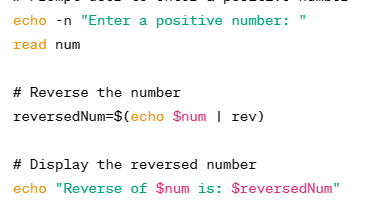 echo -n "Enter a positive number: "
read num
# Reverse the number
reversedNum=$(echo $num | rev)
# Display the reversed number
echo "Reverse of $num is: $reversedNum"